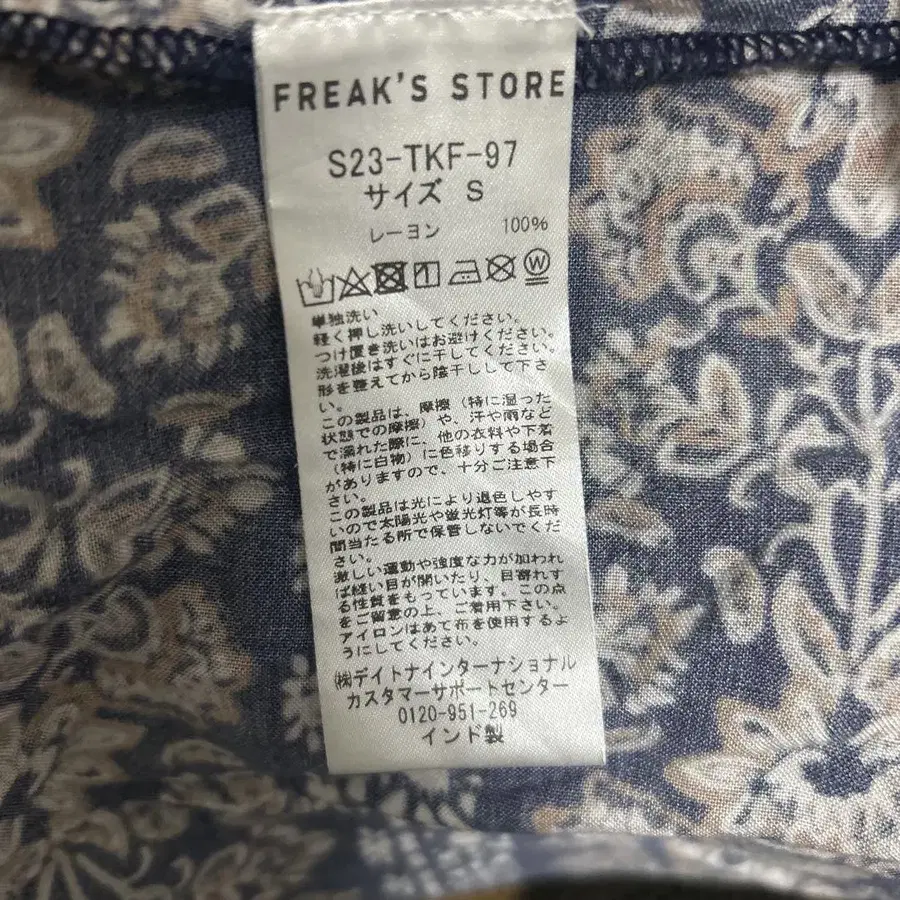 FREAK'S STORE
S23-TKF-97
サイズ S
レーヨン 100%
単独洗い
軽く押し洗いしてください。
つけ置き洗いはお避けください。
洗濯後はすぐに干してください。
形を整えてから陰干しして下さ
い。
この製品は、摩擦（特に湿った
状態での摩擦）や、汗や雨など
で濡れた際に、他の衣料や下着
（特に白物）に色移りする場合
がありますので、十分ご注意下
さい。
この製品は光により退色しやす
いので太陽光や蛍光灯等が長時
間当たる所で保管しないでくだ
さい。
激しい運動や強度な力が加われ
ば縫い目が開いたり、目寄れす
る性質をもっています。この点
をご留意の上、ご着用下さい。
アイロンはあて布を使用するよ
うにしてください。
㈱デイトナインターナショナル
カスタマーサポートセンター
0120-951-269
インド製